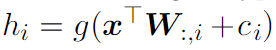 h_i = g(x^⊤ W_{:,i} + c_i)